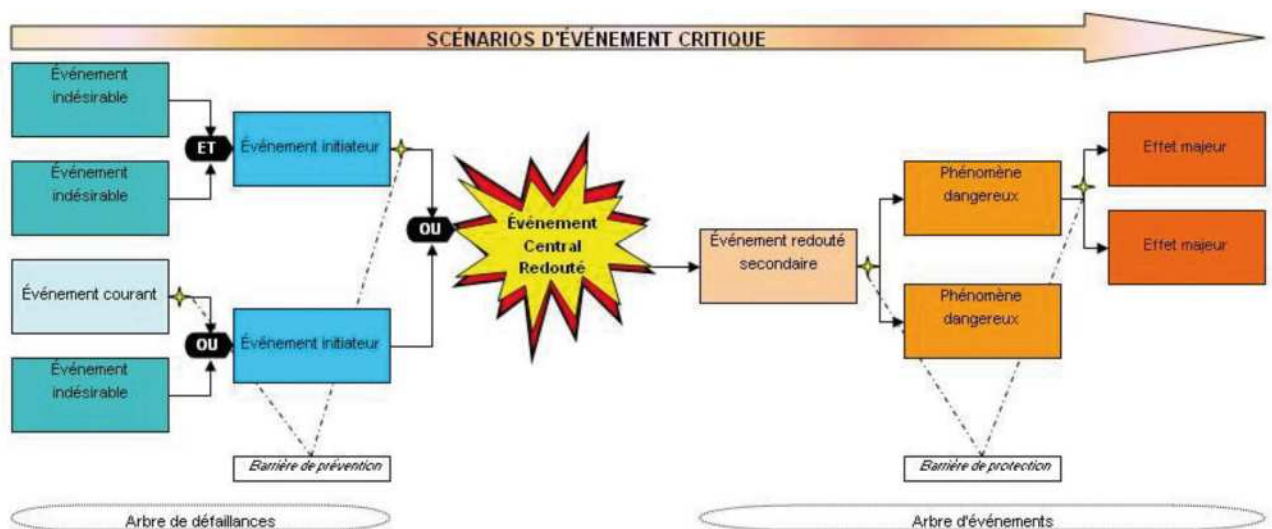 SCÉNARIOS D'ÉVÉNEMENT CRITIQUE
Événement
indésirable
ET
Événement initiateur
Événement
indésirable
Événement courant
OU
Événement initiateur
Événement
indésirable
OU
Événement
Central
Redouté
Événement redouté
secondaire
Phénomène
dangereux
Phénomène
dangereux
Effet majeur
Effet majeur
Barrière de prévention
Barrière de protection
Arbre de défaillances
Arbre d'événements